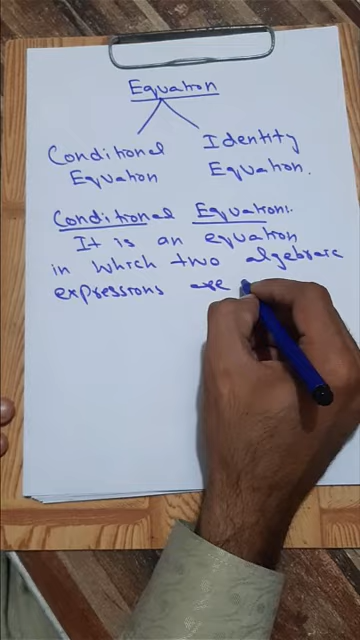 Equation
Conditional Identity
Equation Equation.
Conditional Equation:-
It is an equation
in which two algebraic
expressions are